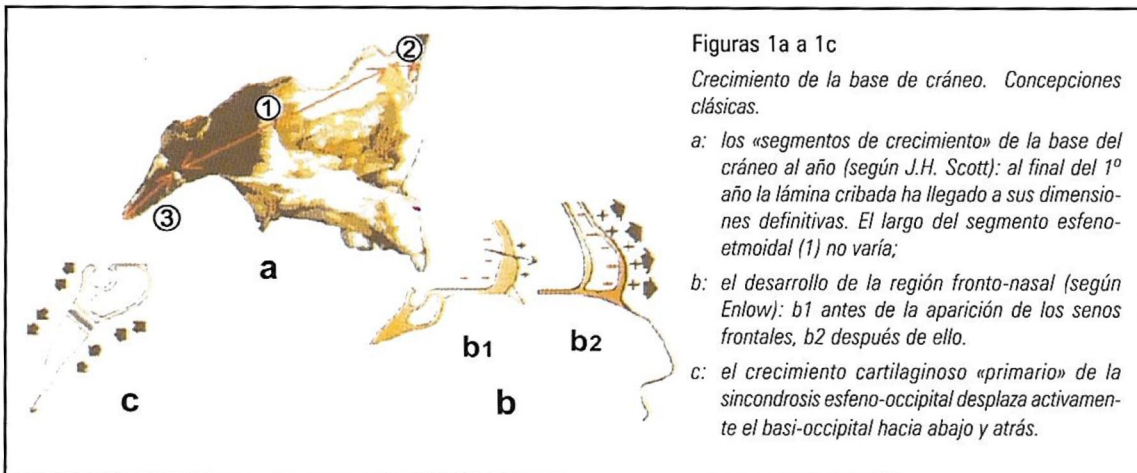 ②
①
③
a
b1
b2
b
c
Figuras 1a a 1c
Crecimiento de la base de cráneo. Concepciones
clásicas.
a: los «segmentos de crecimiento» de la base del
cráneo al año (según J.H. Scott): al final del 1º
año la lámina cribada ha llegado a sus dimensio-
nes definitivas. El largo del segmento esfeno-
etmoidal (1) no varía;
b: el desarrollo de la región fronto-nasal (según
Enlow): b1 antes de la aparición de los senos
frontales, b2 después de ello.
c: el crecimiento cartilaginoso «primario» de la
sincondrosis esfeno-occipital desplaza activamen-
te el basi-occipital hacia abajo y atrás.